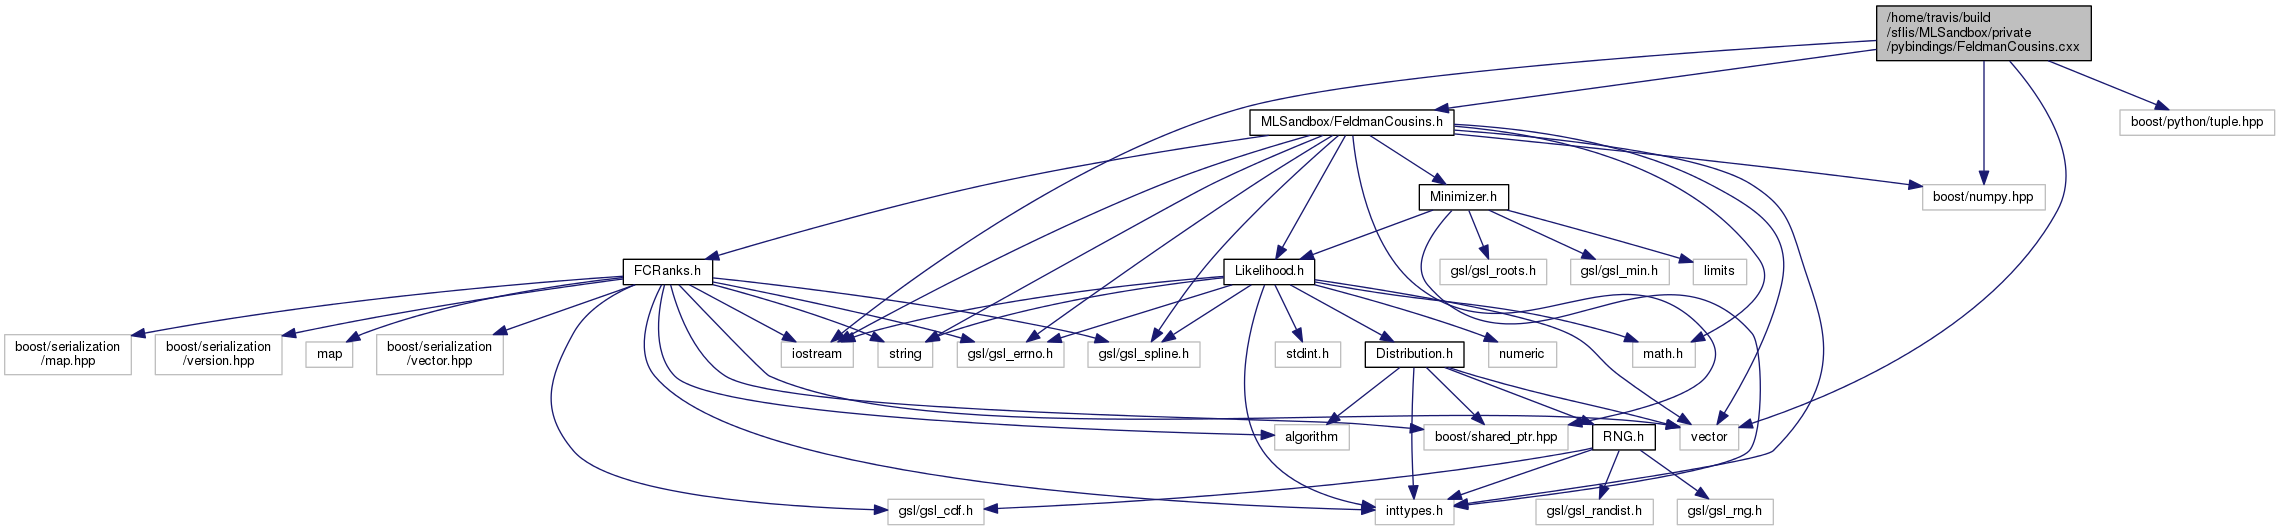 /home/travis/build
/sflis/MLSandbox/private
/pybindings/FeldmanCousins.cxx
MLSandbox/FeldmanCousins.h
boost/python/tuple.hpp
Minimizer.h
boost/numpy.hpp
FCRanks.h
Likelihood.h
gsl/gsl_roots.h
gsl/gsl_min.h
limits
boost/serialization
/map.hpp
boost/serialization
/version.hpp
map
boost/serialization
/vector.hpp
iostream
string
gsl/gsl_errno.h
gsl/gsl_spline.h
stdint.h
Distribution.h
numeric
math.h
algorithm
boost/shared_ptr.hpp
RNG.h
vector
gsl/gsl_cdf.h
inttypes.h
gsl/gsl_randist.h
gsl/gsl_rng.h